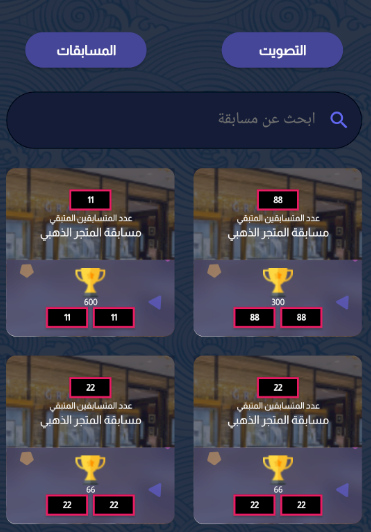 التصويت
المسابقات
ابحث عن مسابقة
88
عدد المتسابقين المتبقي
مسابقة المتجر الذهبي
300
88 88
11
عدد المتسابقين المتبقي
مسابقة المتجر الذهبي
600
11 11
22
عدد المتسابقين المتبقي
مسابقة المتجر الذهبي
66
22 22
22
عدد المتسابقين المتبقي
مسابقة المتجر الذهبي
66
22 22